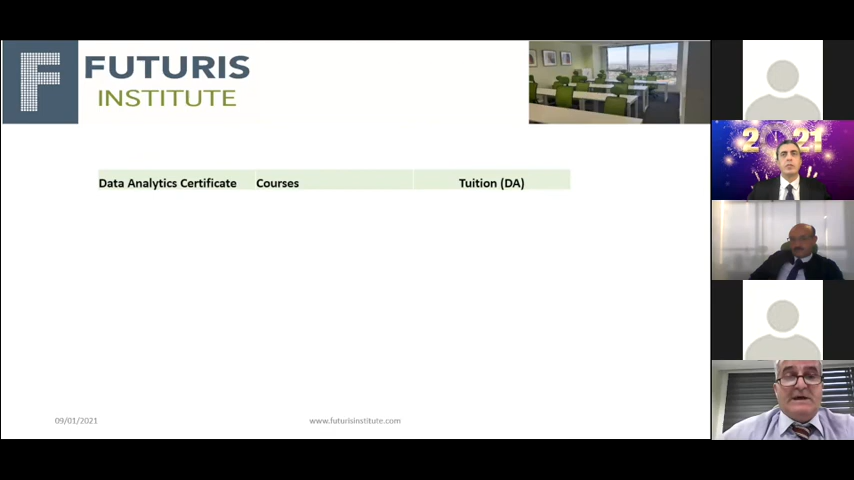 FUTURIS
INSTITUTE
Data Analytics Certificate Courses Tuition (DA)
09/01/2021 www.futurisinstitute.com
2021